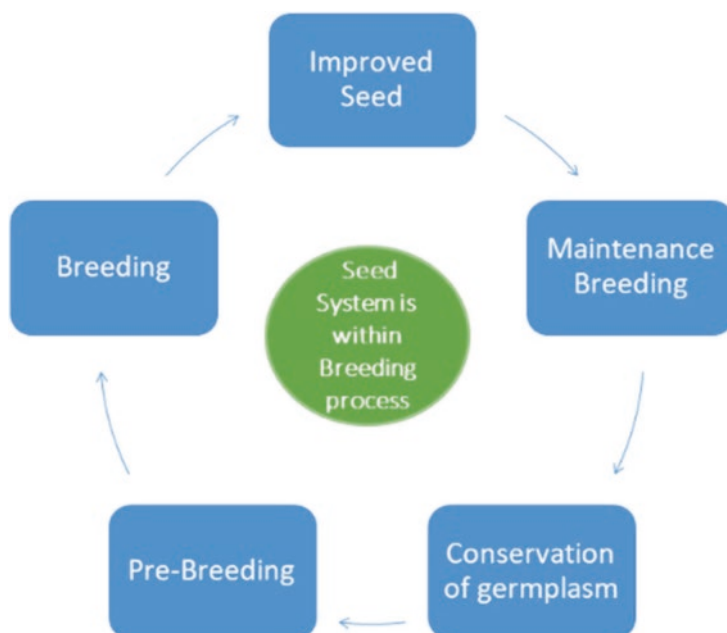 Improved
Seed
Breeding
Maintenance
Breeding
Seed
System is
within
Breeding
process
Pre-Breeding
Conservation
of germplasm